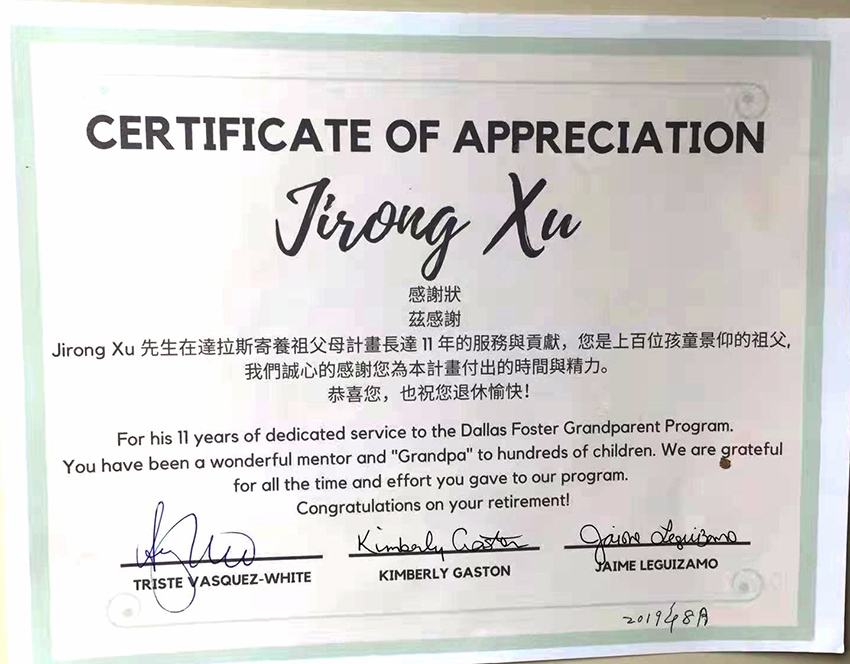 CERTIFICATE OF APPRECIATION
Jirong Xu
感謝狀
茲感謝
Jirong Xu 先生在達拉斯寄養祖父母計畫長達 11 年的服務與貢獻，您是上百位孩童景仰的祖父,
我們誠心的感謝您為本計畫付出的時間與精力。
恭喜您，也祝您退休愉快!
For his 11 years of dedicated service to the Dallas Foster Grandparent Program.
You have been a wonderful mentor and "Grandpa" to hundreds of children. We are grateful
for all the time and effort you gave to our program.
Congratulations on your retirement!
Kimberly Gaston Jaime Leguizamo
TRISTE VASQUEZ-WHITE KIMBERLY GASTON JAIME LEGUIZAMO
2019年8月